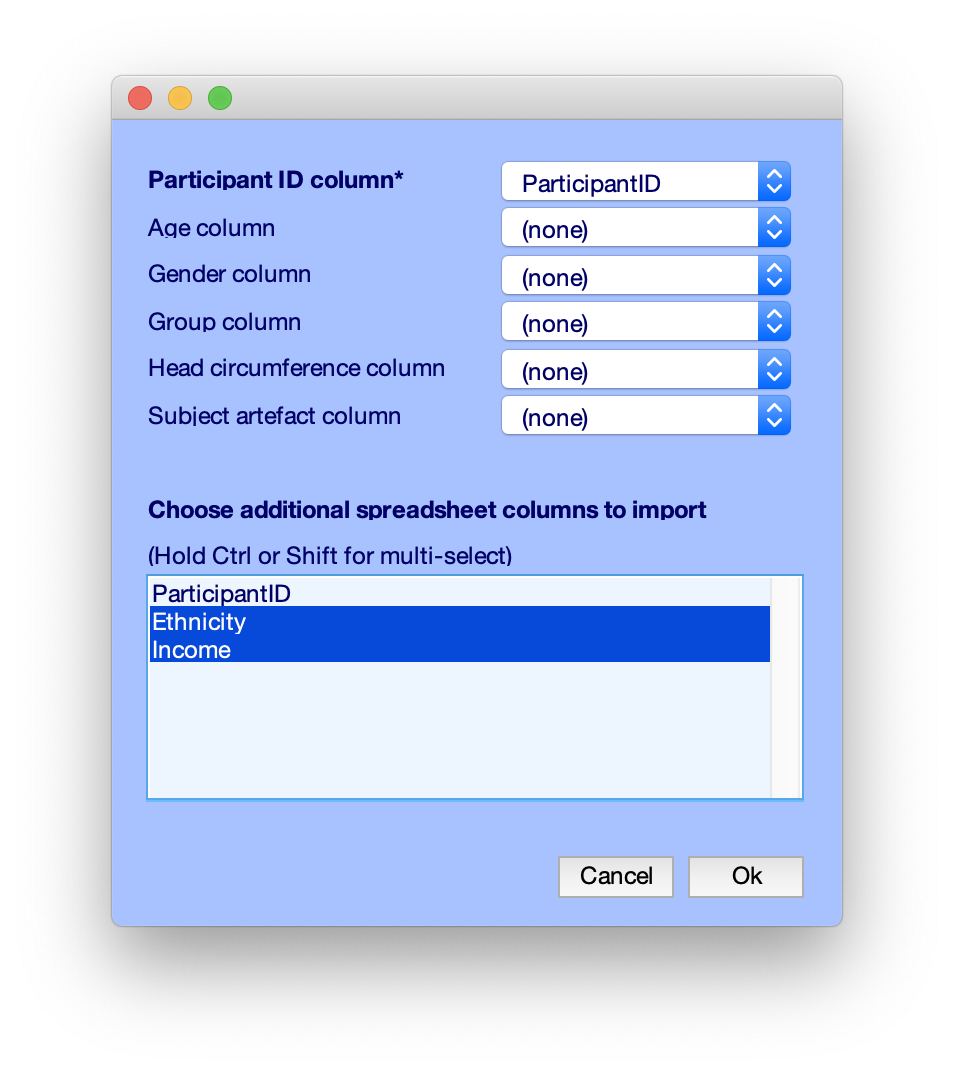 Participant ID column* ParticipantID
Age column (none)
Gender column (none)
Group column (none)
Head circumference column (none)
Subject artefact column (none)
Choose additional spreadsheet columns to import
(Hold Ctrl or Shift for multi-select)
ParticipantID
Ethnicity
Income
Cancel Ok